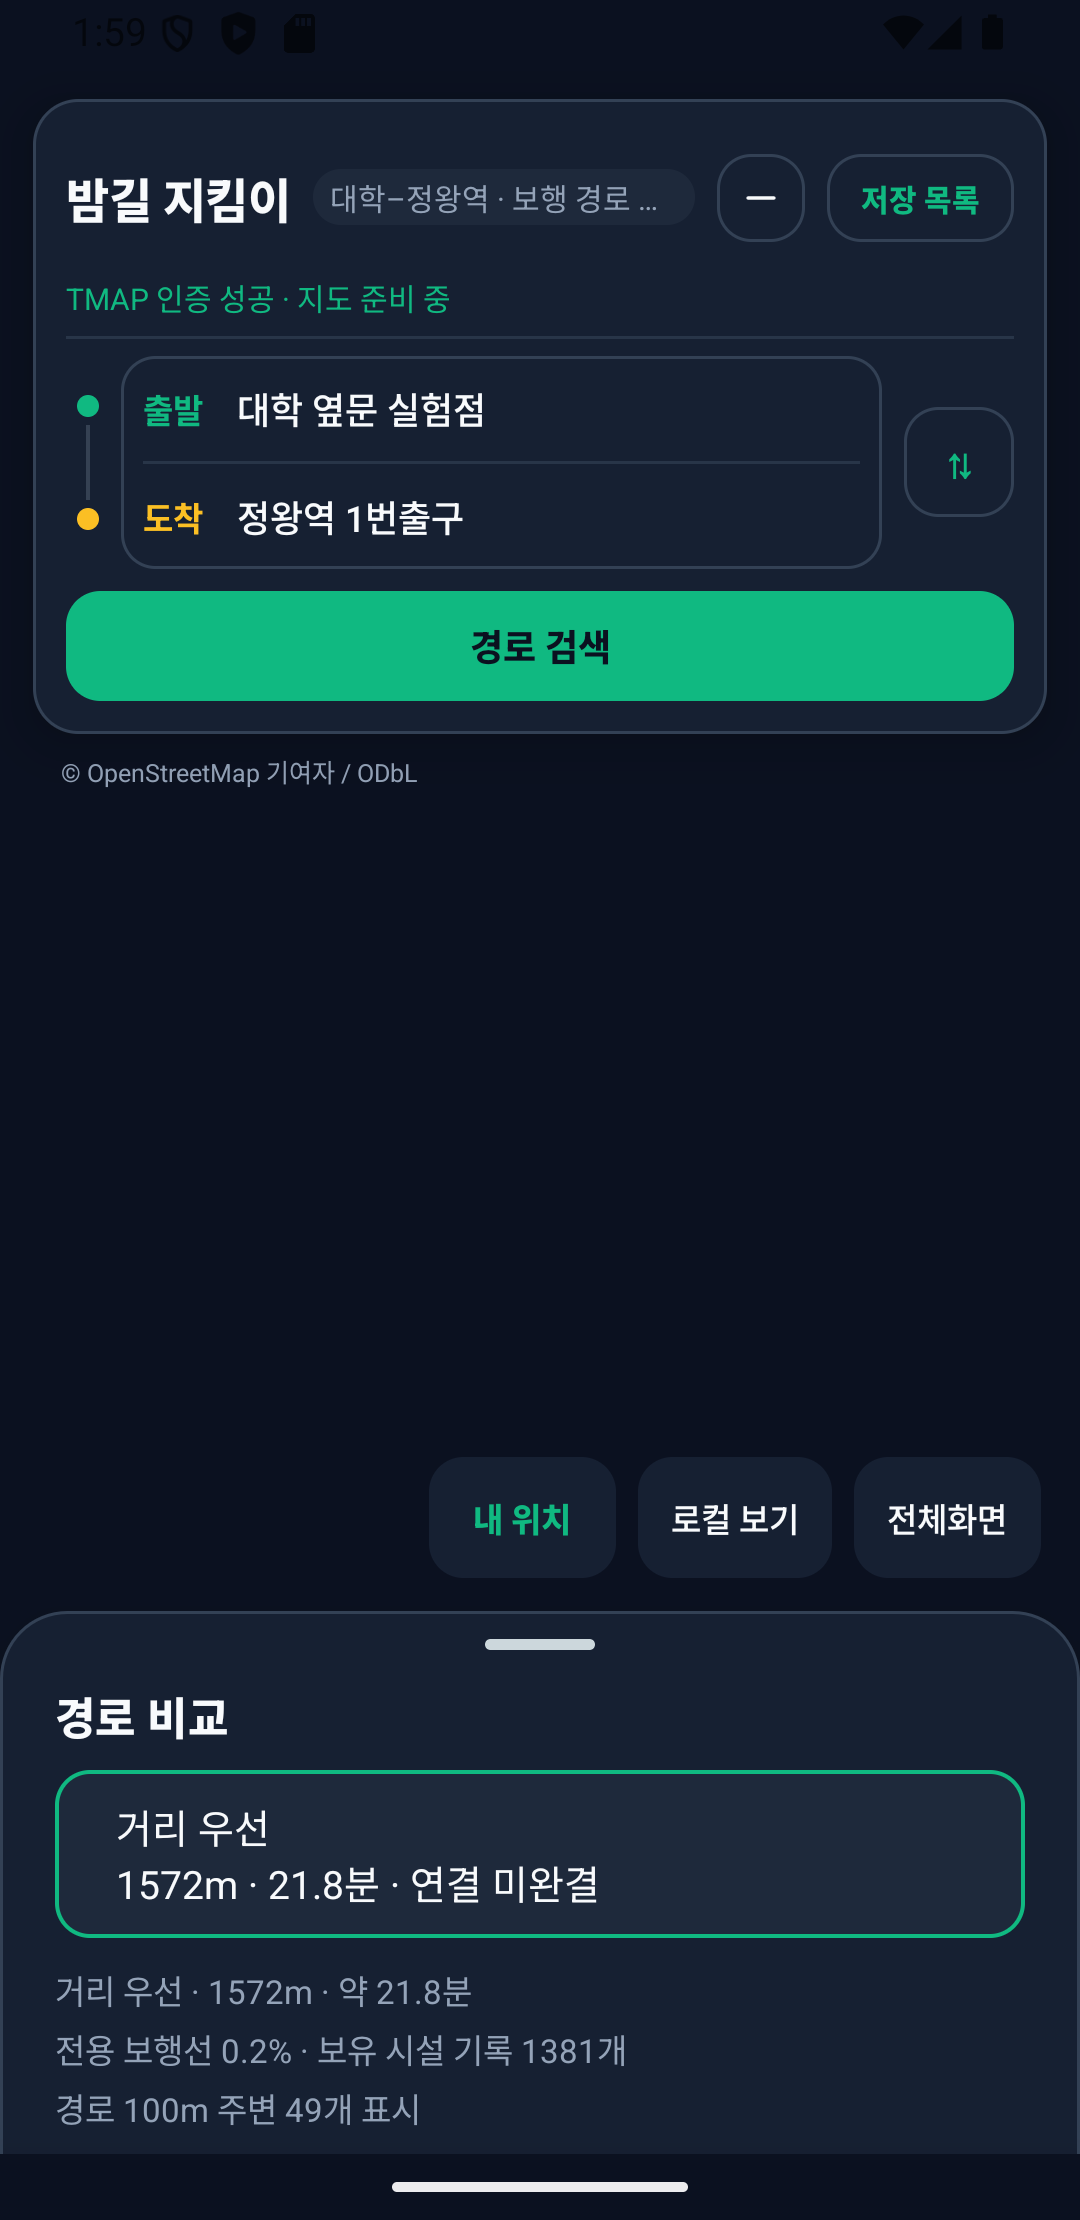 1:59
밤길 지킴이
대학–정왕역 · 보행 경로 ...
저장 목록
TMAP 인증 성공 · 지도 준비 중
출발 대학 옆문 실험점
도착 정왕역 1번출구
경로 검색
© OpenStreetMap 기여자 / ODbL
내 위치
로컬 보기
전체화면
경로 비교
거리 우선
1572m · 21.8분 · 연결 미완결
거리 우선 · 1572m · 약 21.8분
전용 보행선 0.2% · 보유 시설 기록 1381개
경로 100m 주변 49개 표시